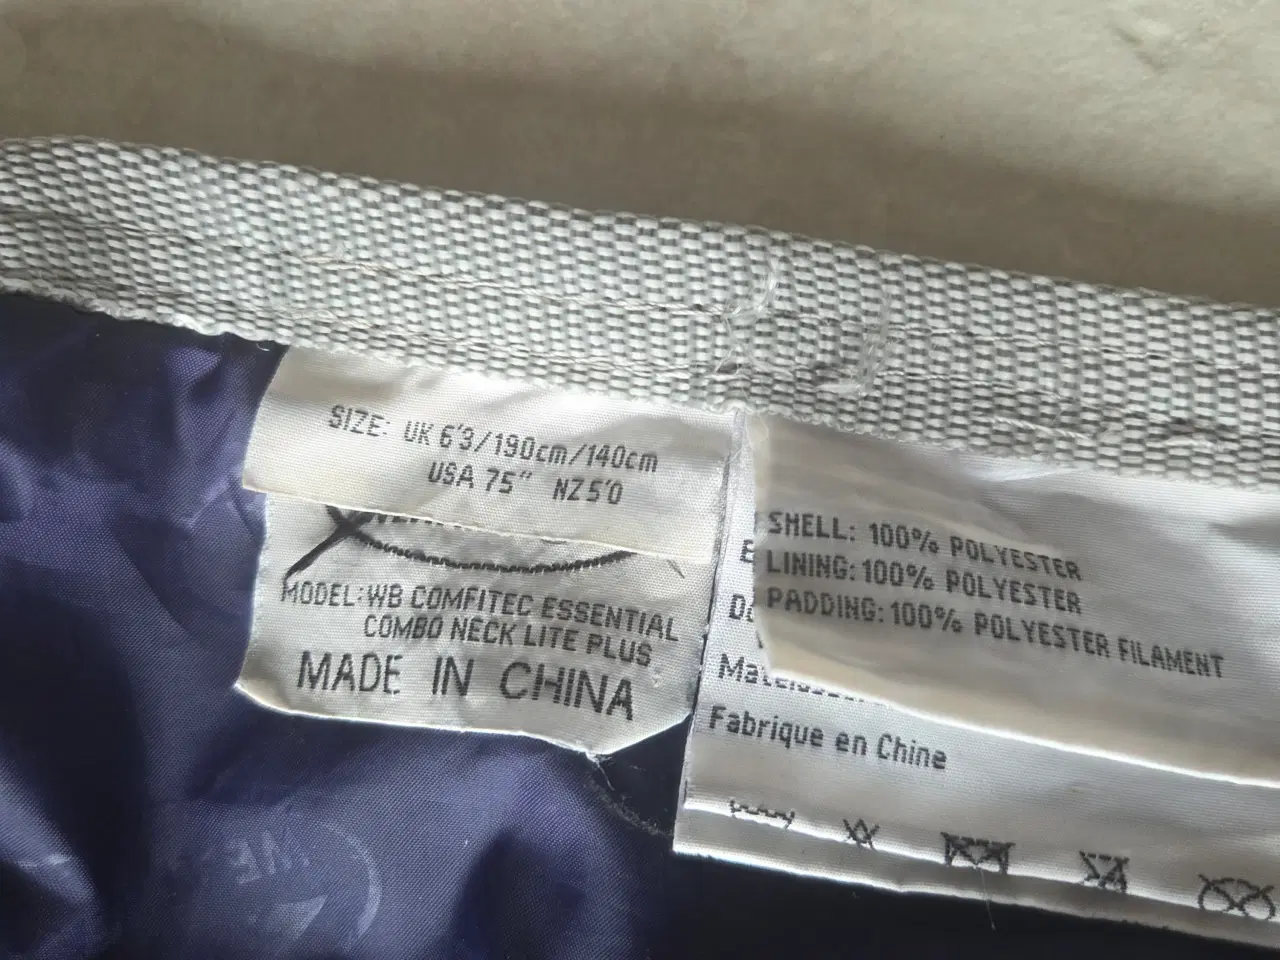 SIZE: UK 6'3/190cm/140cm
USA 75" NZ 5'0
MODEL: WB COMFITEC ESSENTIAL
COMBO NECK LITE PLUS
MADE IN CHINA
SHELL: 100% POLYESTER
LINING: 100% POLYESTER
PADDING: 100% POLYESTER FILAMENT
Fabrique en Chine